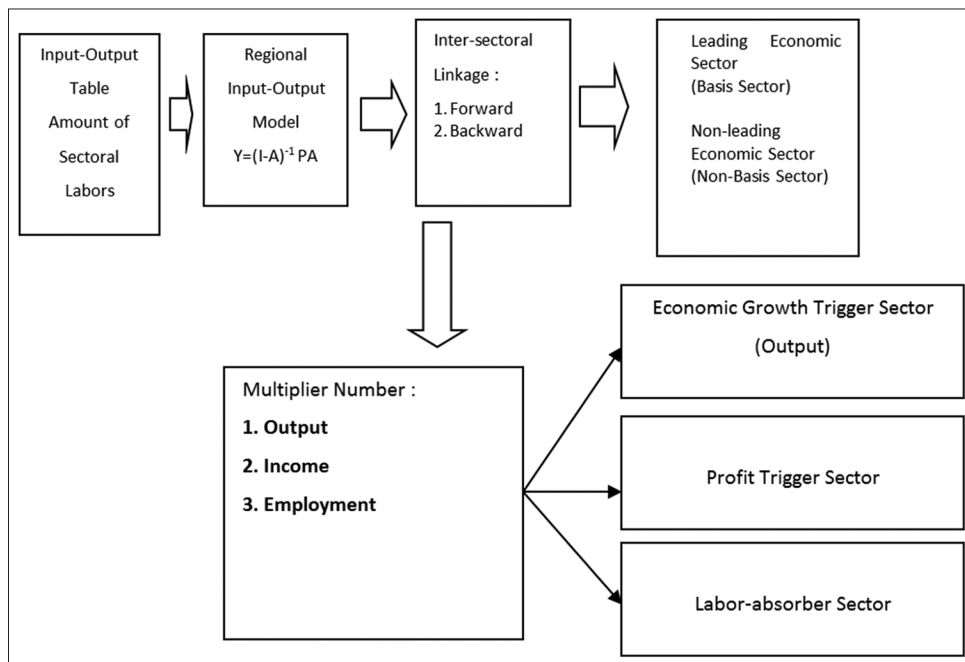 Input-Output
Table
Amount of
Sectoral
Labors
Regional
Input-Output
Model
Y=(I-A)⁻¹ PA
Inter-sectoral
Linkage :
1. Forward
2. Backward
Leading Economic
Sector
(Basis Sector)
Non-leading
Economic Sector
(Non-Basis Sector)
Multiplier Number :
1. Output
2. Income
3. Employment
Economic Growth Trigger Sector
(Output)
Profit Trigger Sector
Labor-absorber Sector